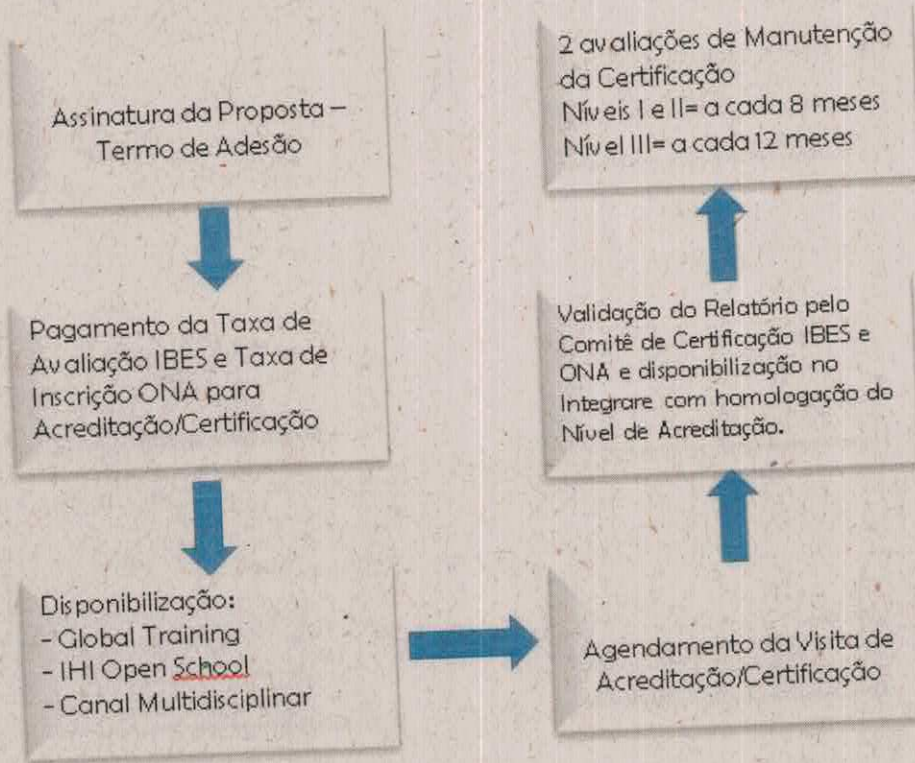 Assinatura da Proposta –
Termo de Adesão
Pagamento da Taxa de
Avaliação IBES e Taxa de
Inscrição ONA para
Acreditação/Certificação
Disponibilização:
- Global Training
- IHI Open School
- Canal Multidisciplinar
Agendamento da Visita de
Acreditação/Certificação
Validação do Relatório pelo
Comitê de Certificação IBES e
ONA e disponibilização no
Integrare com homologação do
Nível de Acreditação.
2 avaliações de Manutenção
da Certificação
Níveis I e II= a cada 8 meses
Nível III= a cada 12 meses